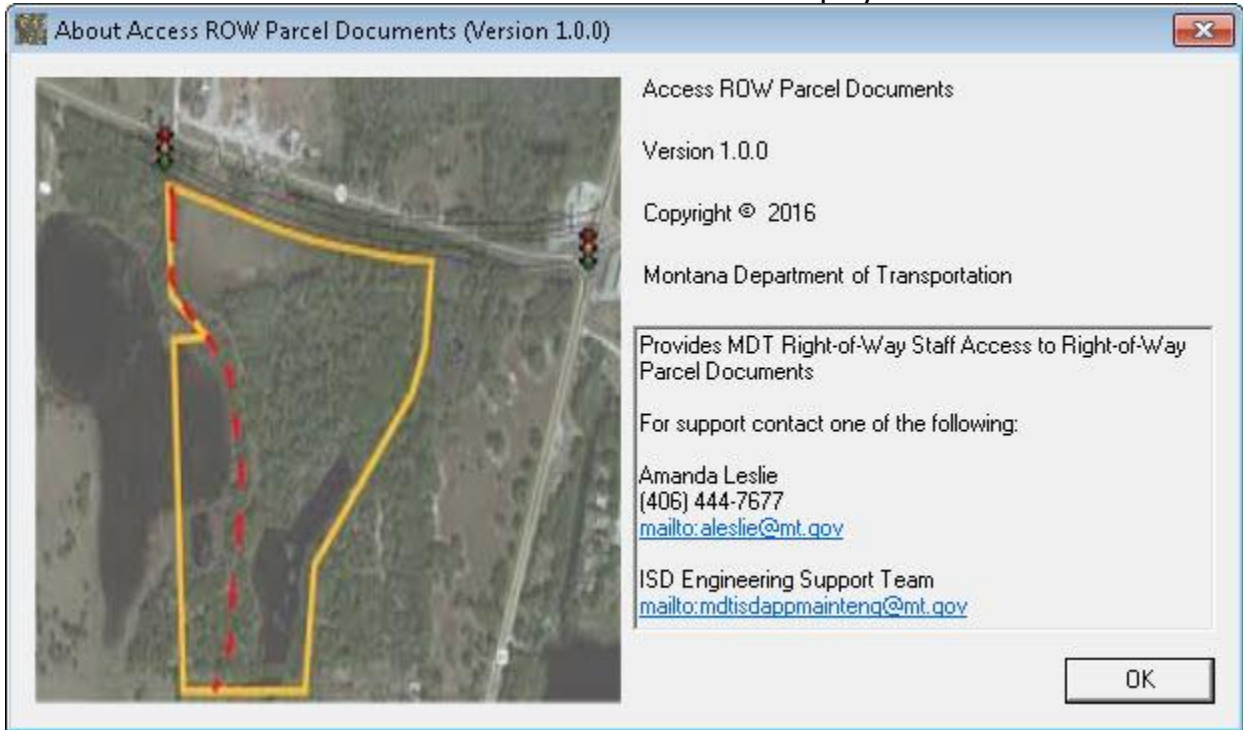 About Access ROW Parcel Documents (Version 1.0.0)
Access ROW Parcel Documents
Version 1.0.0
Copyright © 2016
Montana Department of Transportation
Provides MDT Right-of-Way Staff Access to Right-of-Way
Parcel Documents
For support contact one of the following:
Amanda Leslie
(406) 444-7677
mailto:aleslie@mt.gov
ISD Engineering Support Team
mailto:mdtisdappmainteng@mt.gov
OK